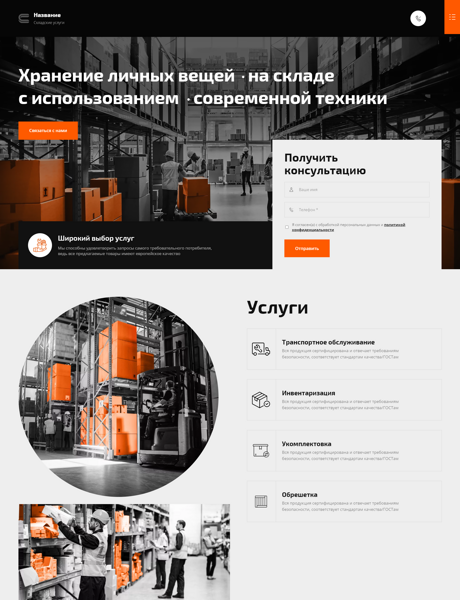 Название
Складские услуги
Хранение личных вещей · на складе
с использованием · современной техники
Связаться с нами
Получить
консультацию
Ваше имя
Телефон *
Я согласен с обработкой персональных данных и политикой
конфиденциальности
Отправить
Широкий выбор услуг
Мы способны удовлетворить запросы самого требовательного потребителя,
ведь все предлагаемые товары имеют европейское качество
Услуги
Транспортное обслуживание
Вся продукция сертифицирована и отвечает требованиям
безопасности, соответствует стандартам качества/ГОСТам
Инвентаризация
Вся продукция сертифицирована и отвечает требованиям
безопасности, соответствует стандартам качества/ГОСТам
Укомплектовка
Вся продукция сертифицирована и отвечает требованиям
безопасности, соответствует стандартам качества/ГОСТам
Обрешетка
Вся продукция сертифицирована и отвечает требованиям
безопасности, соответствует стандартам качества/ГОСТам